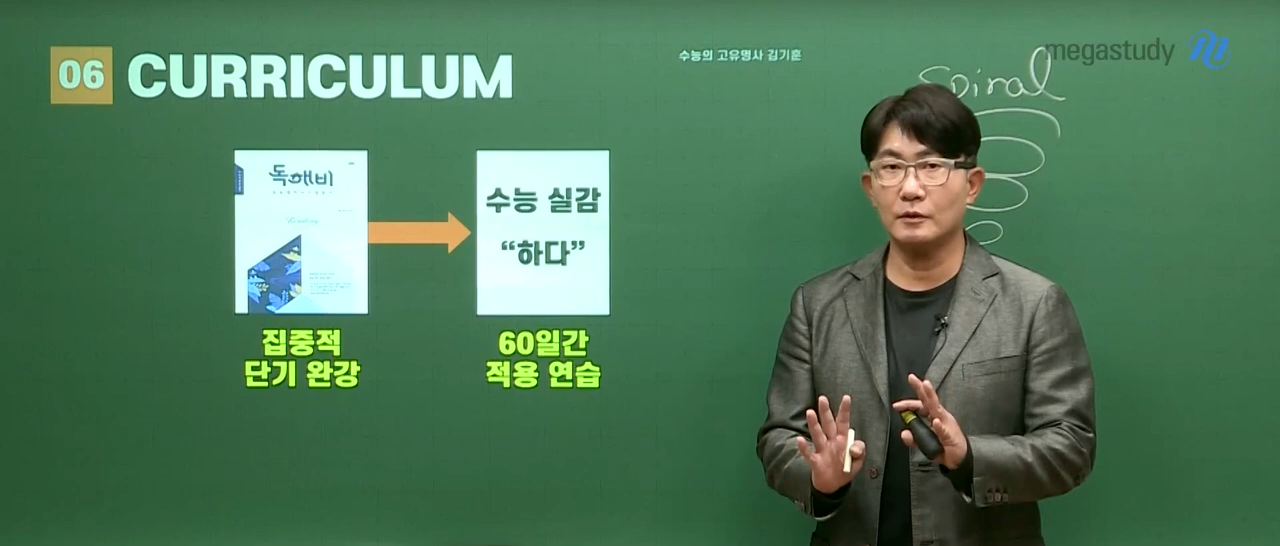 06 CURRICULUM
수능의 고유명사 김기훈
megastudy
Spiral
독해비
수능 실감
“하다”
집중적
단기 완강
60일간
적용 연습